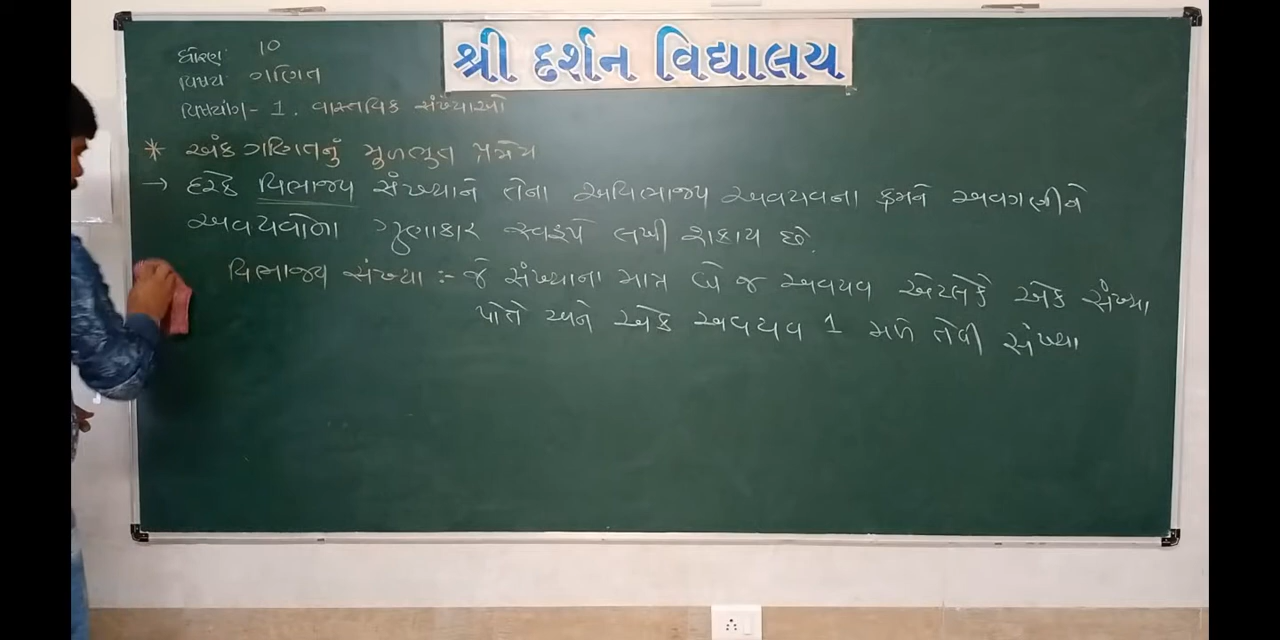 શ્રી દર્શન વિદ્યાલય
ધોરણ: 10
વિષય: ગણિત
વિષયાંગ - 1. વાસ્તવિક સંખ્યાઓ
* અંકગણિતનું મુળભુત પ્રમેય
→ દરેક વિભાજ્ય સંખ્યાને તેના અવિભાજ્ય અવયવના ક્રમને અવગણીને
અવયવોના ગુણાકાર સ્વરૂપે લખી શકાય છે.
વિભાજ્ય સંખ્યા :- જે સંખ્યાના માત્ર બે જ અવયવ એટલેકે એક સંખ્યા
પોતે અને એક અવયવ 1 મળે તેવી સંખ્યા